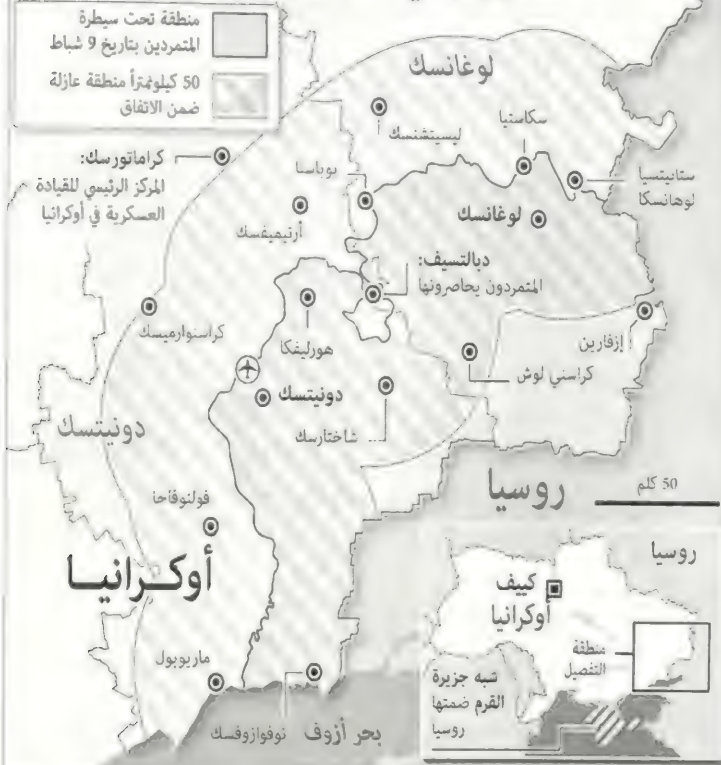 منطقة تحت سيطرة
المتمردين بتاريخ 9 شباط
50 كيلومتراً منطقة عازلة
ضمن الاتفاق
لوغانسك
ليسيتشنسك
سكاستيا
كراماتورسك:
المركز الرئيسي للقيادة
العسكرية في أوكرانيا
بوباسنا
ستانيتسيا
لوهانسكا
أرتيميفسك
لوغانسك
دبالتسيف:
المتمردون يحاصرونها
كراسنوارميسك
هورليفكا
إزفارين
كراسني لوش
دونيتسك
شاختارسك
دونيتسك
روسيا
50 كلم
فولنوفاخا
أوكرانيا
ماريوبول
نوفوازوفسك
بحر أزوف
روسيا
كييف
أوكرانيا
منطقة
التفصيل
شبه جزيرة
القرم ضمتها
روسيا